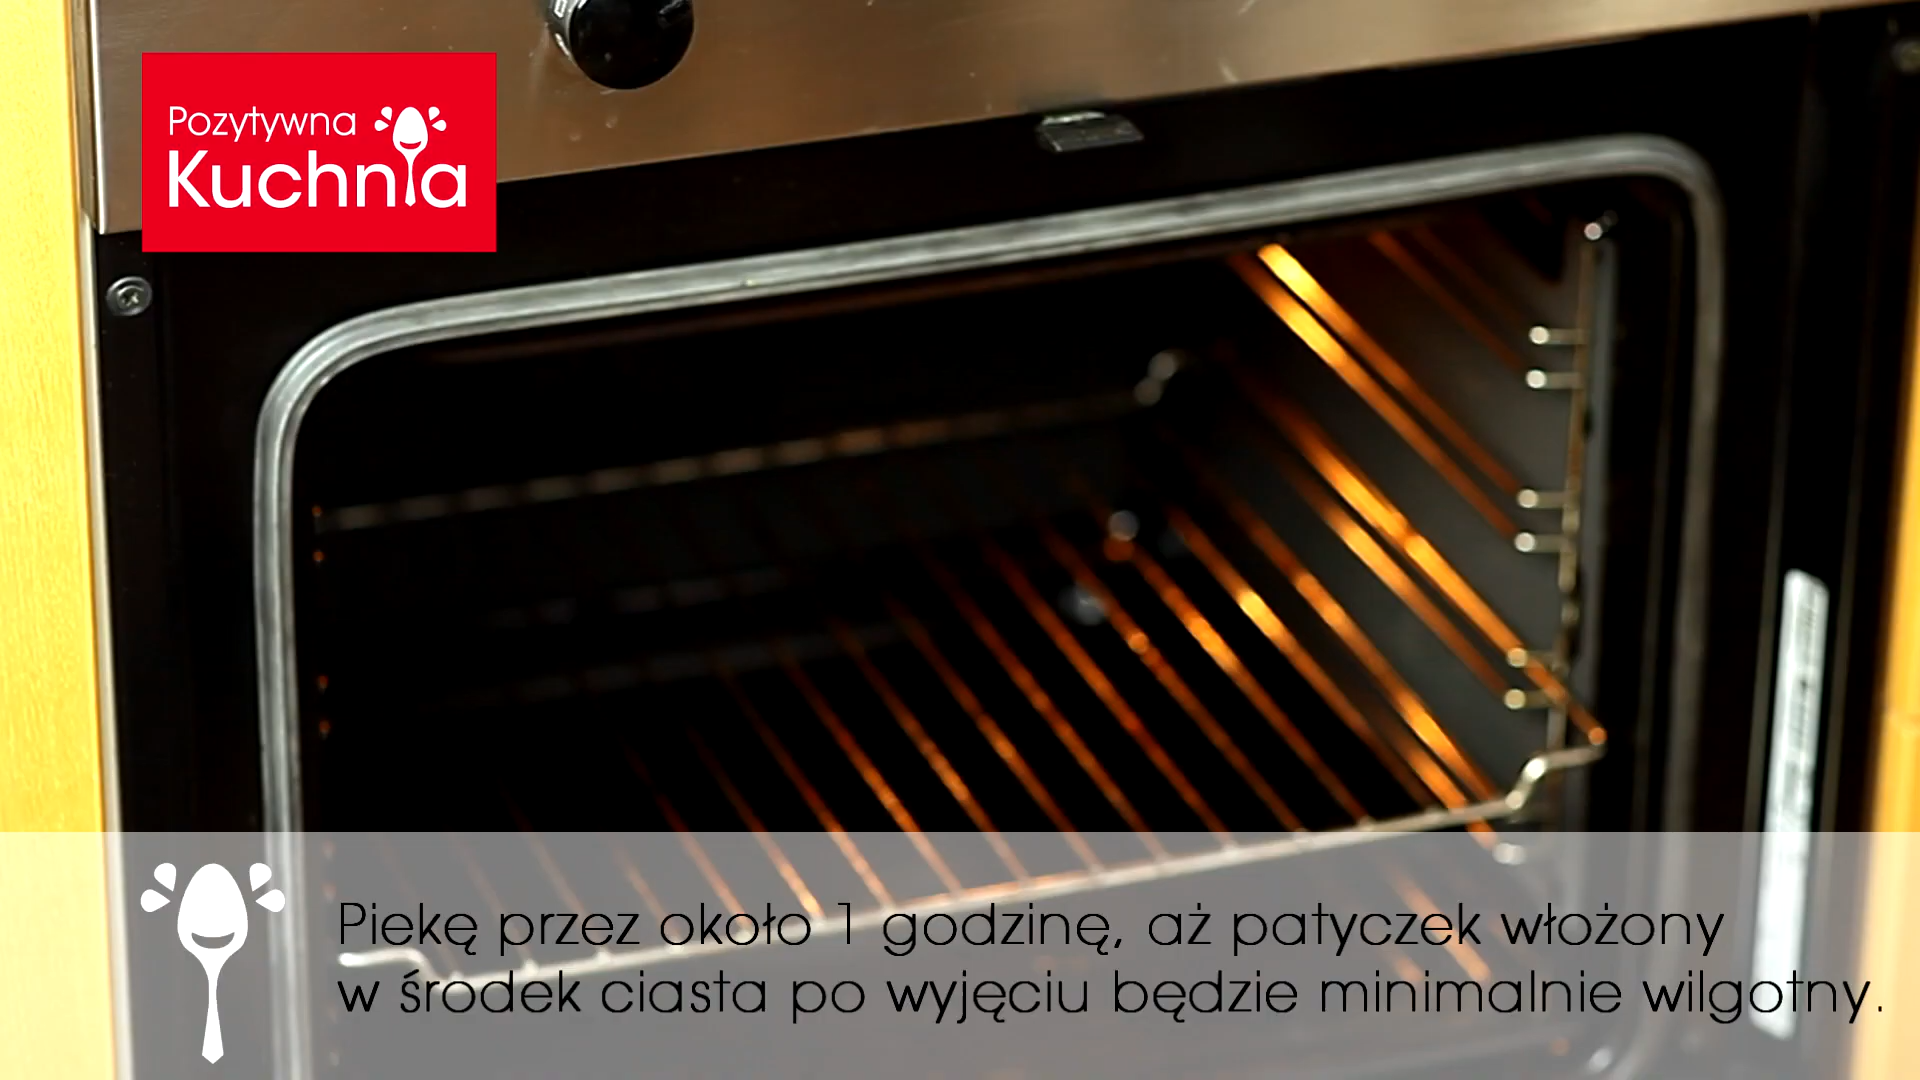 Pozytywna
Kuchnia
Piekę przez około 1 godzinę, aż patyczek włożony
w środek ciasta po wyjęciu będzie minimalnie wilgotny.